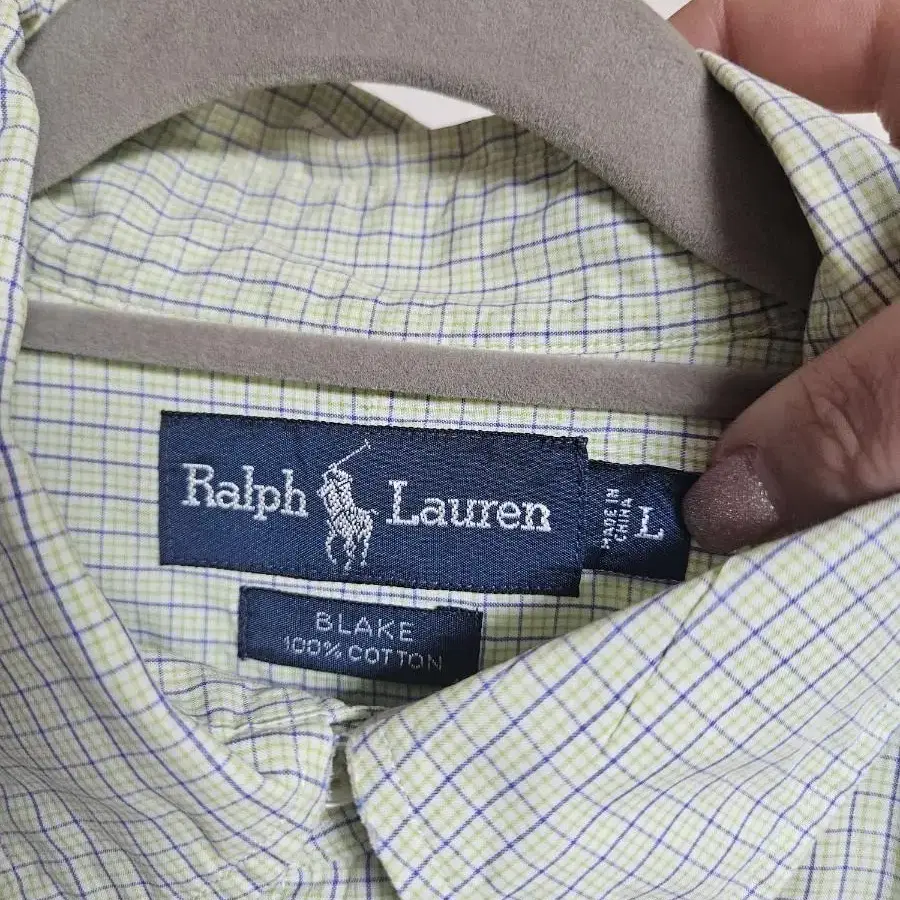 Ralph Lauren
MADE IN
CHINA
L
BLAKE
100% COTTON